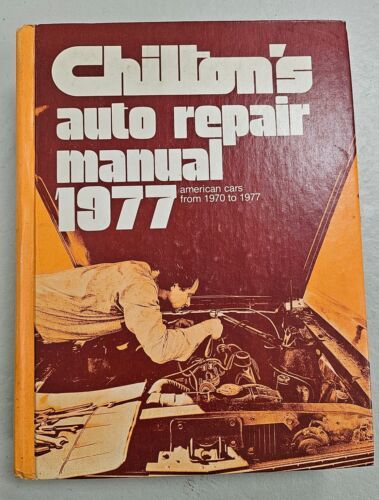 Chilton's
auto repair
manual
1977
american cars
from 1970 to 1977